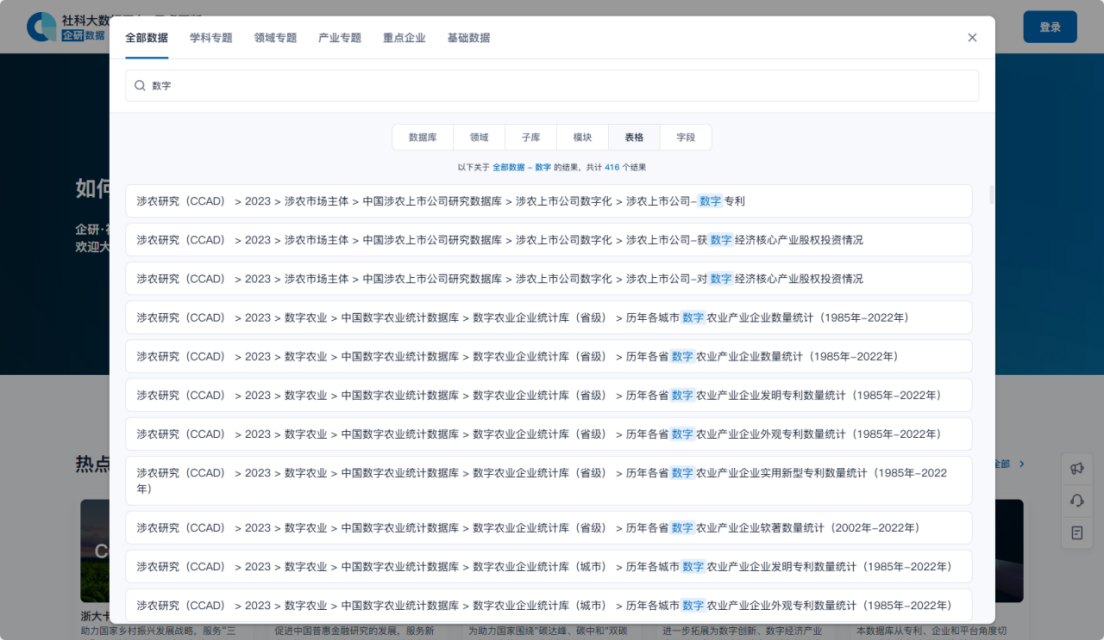 社科大数据
企研数据
登录
全部数据 学科专题 领域专题 产业专题 重点企业 基础数据
数字
数据库 领域 子库 模块 表格 字段
以下关于 全部数据 - 数字 的结果，共计 416 个结果
涉农研究（CCAD） > 2023 > 涉农市场主体 > 中国涉农上市公司研究数据库 > 涉农上市公司数字化 > 涉农上市公司-数字专利
涉农研究（CCAD） > 2023 > 涉农市场主体 > 中国涉农上市公司研究数据库 > 涉农上市公司数字化 > 涉农上市公司-获数字经济核心产业股权投资情况
涉农研究（CCAD） > 2023 > 涉农市场主体 > 中国涉农上市公司研究数据库 > 涉农上市公司数字化 > 涉农上市公司-对数字经济核心产业股权投资情况
涉农研究（CCAD） > 2023 > 数字农业 > 中国数字农业统计数据库 > 数字农业企业统计库（省级） > 历年各城市数字农业产业企业数量统计（1985年-2022年）
涉农研究（CCAD） > 2023 > 数字农业 > 中国数字农业统计数据库 > 数字农业企业统计库（省级） > 历年各省数字农业产业企业数量统计（1985年-2022年）
涉农研究（CCAD） > 2023 > 数字农业 > 中国数字农业统计数据库 > 数字农业企业统计库（省级） > 历年各省数字农业产业企业发明专利数量统计（1985年-2022年）
涉农研究（CCAD） > 2023 > 数字农业 > 中国数字农业统计数据库 > 数字农业企业统计库（省级） > 历年各省数字农业产业企业外观专利数量统计（1985年-2022年）
涉农研究（CCAD） > 2023 > 数字农业 > 中国数字农业统计数据库 > 数字农业企业统计库（省级） > 历年各省数字农业产业企业实用新型专利数量统计（1985年-2022
年）
涉农研究（CCAD） > 2023 > 数字农业 > 中国数字农业统计数据库 > 数字农业企业统计库（省级） > 历年各省数字农业产业企业软著数量统计（2002年-2022年）
涉农研究（CCAD） > 2023 > 数字农业 > 中国数字农业统计数据库 > 数字农业企业统计库（城市） > 历年各城市数字农业产业企业发明专利数量统计（1985年-2022年）
涉农研究（CCAD） > 2023 > 数字农业 > 中国数字农业统计数据库 > 数字农业企业统计库（城市） > 历年各城市数字农业产业企业外观专利数量统计（1985年-2022年）
如何
企研·社
欢迎大
热点
全部
C
浙大卡
助力国家乡村振兴发展战略，服务“三 促进中国普惠金融研究的发展，服务新 为助力国家围绕“碳达峰、碳中和”双碳 进一步拓展为数字创新、数字经济产业 本数据库从专利、企业和平台角度切